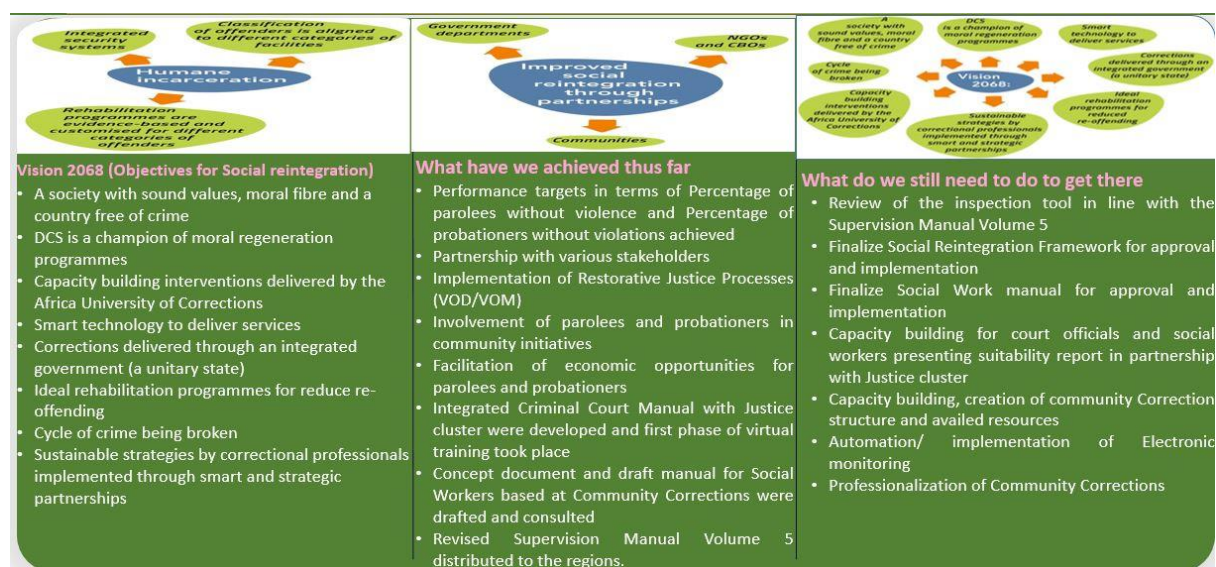 Integrated
security
systems
Classification
of offenders is aligned
to different categories of
facilities
Humane
incarceration
Rehabilitation
programmes are
evidence-based and
customised for different
categories of
offenders
Vision 2068 (Objectives for Social reintegration)
• A society with sound values, moral fibre and a
country free of crime
• DCS is a champion of moral regeneration
programmes
• Capacity building interventions delivered by the
Africa University of Corrections
• Smart technology to deliver services
• Corrections delivered through an integrated
government (a unitary state)
• Ideal rehabilitation programmes for reduce re-
offending
• Cycle of crime being broken
• Sustainable strategies by correctional professionals
implemented through smart and strategic
partnerships
Government
departments
NGOs
and CBOs
Improved
social
reintegration
through
partnerships
Communities
What have we achieved thus far
• Performance targets in terms of Percentage of
parolees without violence and Percentage of
probationers without violations achieved
• Partnership with various stakeholders
• Implementation of Restorative Justice Processes
(VOD/VOM)
• Involvement of parolees and probationers in
community initiatives
• Facilitation of economic opportunities for
parolees and probationers
• Integrated Criminal Court Manual with Justice
cluster were developed and first phase of virtual
training took place
• Concept document and draft manual for Social
Workers based at Community Corrections were
drafted and consulted
• Revised Supervision Manual Volume 5
distributed to the regions.
A
society with
sound values, moral
fibre and a country
free of crime
DCS
is a champion of
moral regeneration
programmes
Smart
technology to
deliver services
Cycle
of crime being
broken
Vision
2068:
Corrections
delivered through an
integrated government
(a unitary state)
Capacity
building
interventions
delivered by the
Africa University of
Corrections
Sustainable
strategies by
correctional professionals
implemented through
smart and strategic
partnerships
Ideal
rehabilitation
programmes for
reduced
re-offending
What do we still need to do to get there
• Review of the inspection tool in line with the
Supervision Manual Volume 5
• Finalize Social Reintegration Framework for approval
and implementation
• Finalize Social Work manual for approval and
implementation
• Capacity building for court officials and social
workers presenting suitability report in partnership
with Justice cluster
• Capacity building, creation of community Correction
structure and availed resources
• Automation/ implementation of Electronic
monitoring
• Professionalization of Community Corrections